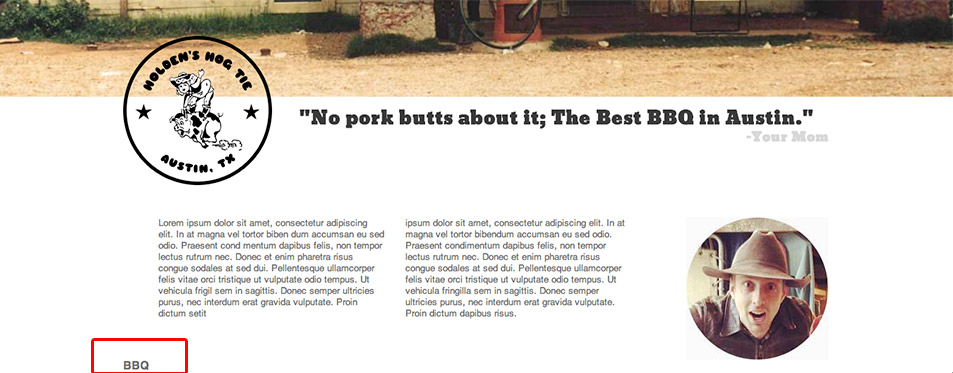 HOLDEN'S HOG TIE
AUSTIN, TX
"No pork butts about it; The Best BBQ in Austin."
-Your Mom
Lorem ipsum dolor sit amet, consectetur adipiscing
elit. In at magna vel tortor biben dum accumsan eu sed
odio. Praesent cond mentum dapibus felis, non tempor
lectus rutrum nec. Donec et enim pharetra risus
congue sodales at sed dui. Pellentesque ullamcorper
felis vitae orci tristique ut vulputate odio tempus. Ut
vehicula frigil sem in sagittis. Donec semper ultricies
purus, nec interdum erat gravida vulputate. Proin
dictum setit
ipsum dolor sit amet, consectetur adipiscing elit. In at
magna vel tortor bibendum accumsan eu sed
odio. Praesent condimentum dapibus felis, non tempor
lectus rutrum nec. Donec et enim pharetra risus
congue sodales at sed dui. Pellentesque ullamcorper
felis vitae orci tristique ut vulputate odio tempus. Ut
vehicula fringilla sem in sagittis. Donec semper
ultricies purus, nec interdum erat gravida vulputate.
Proin dictum dapibus risus.
BBQ